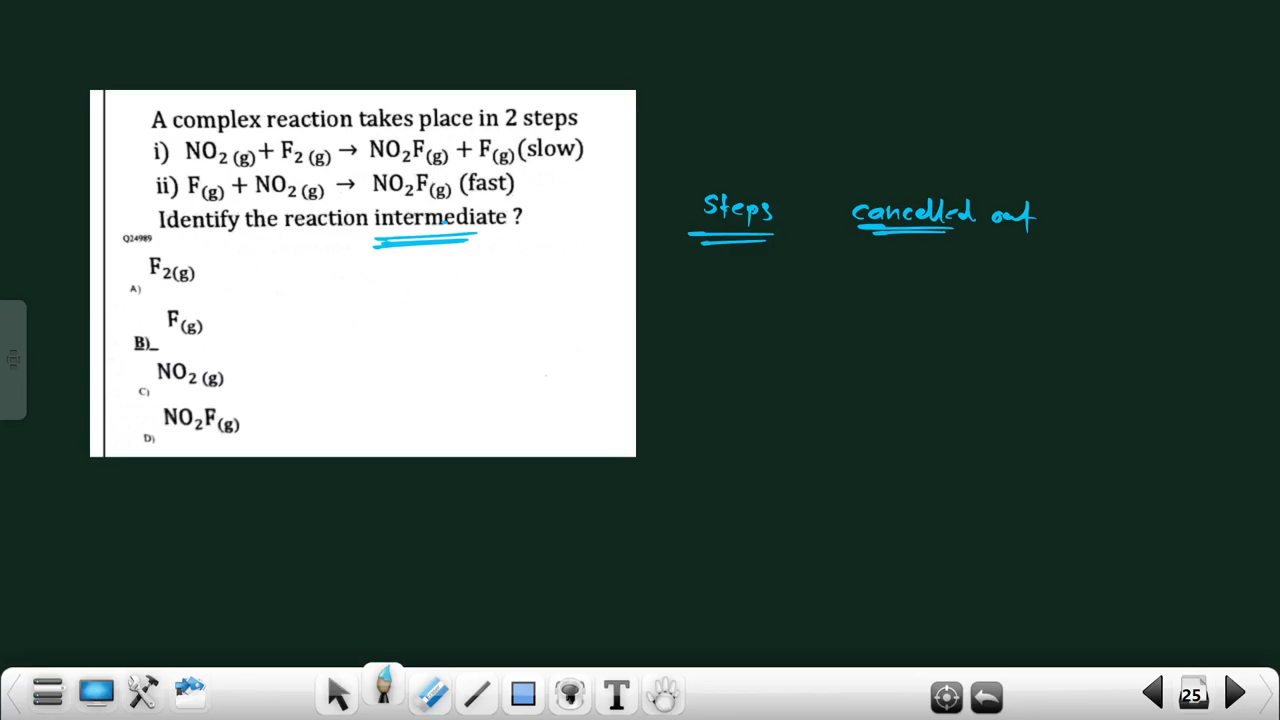 A complex reaction takes place in 2 steps
i) NO₂ (g) + F₂ (g) → NO₂F(g) + F(g) (slow)
ii) F(g) + NO₂ (g) → NO₂F(g) (fast)
Identify the reaction intermediate ?
Q24989
F₂(g)
A)
F(g)
B)_
NO₂ (g)
C)
NO₂F(g)
D)
Steps cancelled out
T
25